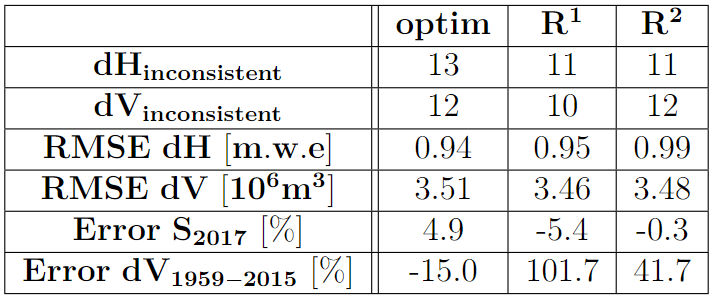 optim R¹ R²
dH_inconsistent 13 11 11
dV_inconsistent 12 10 12
RMSE dH [m.w.e] 0.94 0.95 0.99
RMSE dV [10⁶m³] 3.51 3.46 3.48
Error S₂₀₁₇ [%] 4.9 -5.4 -0.3
Error dV₁₉₅₉₋₂₀₁₅ [%] -15.0 101.7 41.7